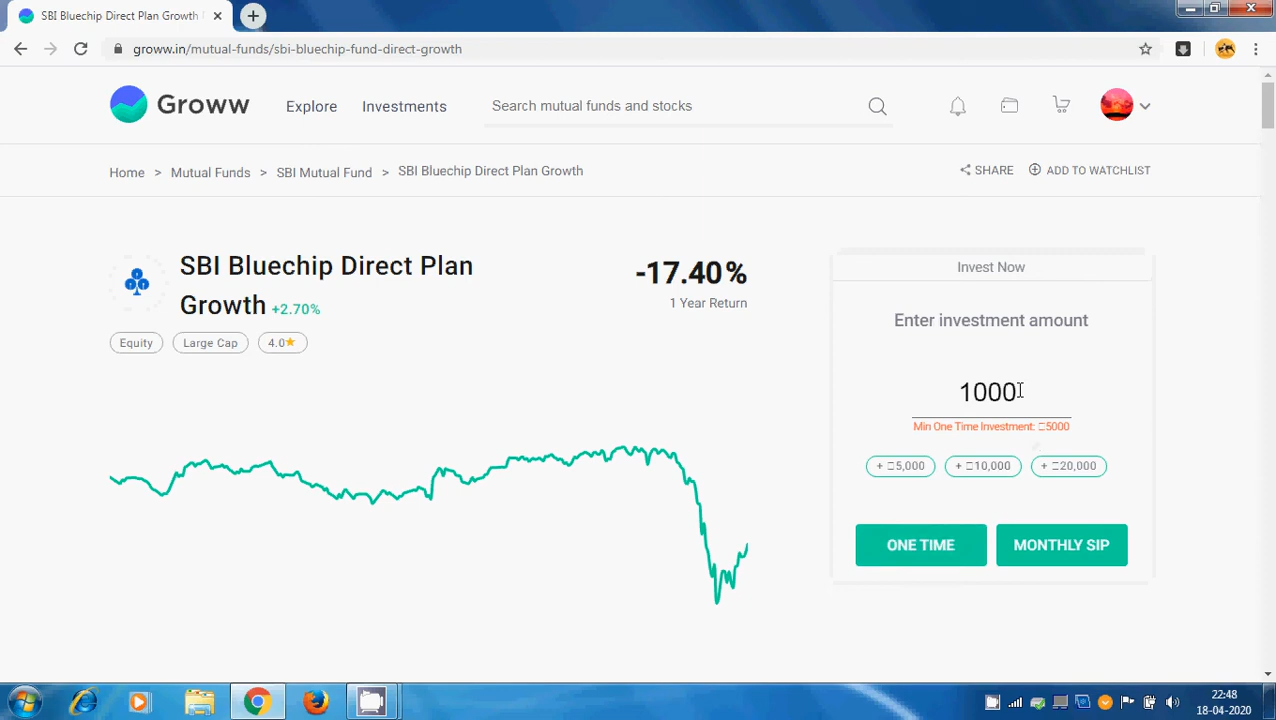 SBI Bluechip Direct Plan Growth
groww.in/mutual-funds/sbi-bluechip-fund-direct-growth
Groww
Explore
Investments
Search mutual funds and stocks
Home > Mutual Funds > SBI Mutual Fund > SBI Bluechip Direct Plan Growth
SHARE
ADD TO WATCHLIST
SBI Bluechip Direct Plan
Growth +2.70%
Equity
Large Cap
4.0★
-17.40%
1 Year Return
Invest Now
Enter investment amount
1000
Min One Time Investment: □5000
+ □5,000
+ □10,000
+ □20,000
ONE TIME
MONTHLY SIP
22:48
18-04-2020